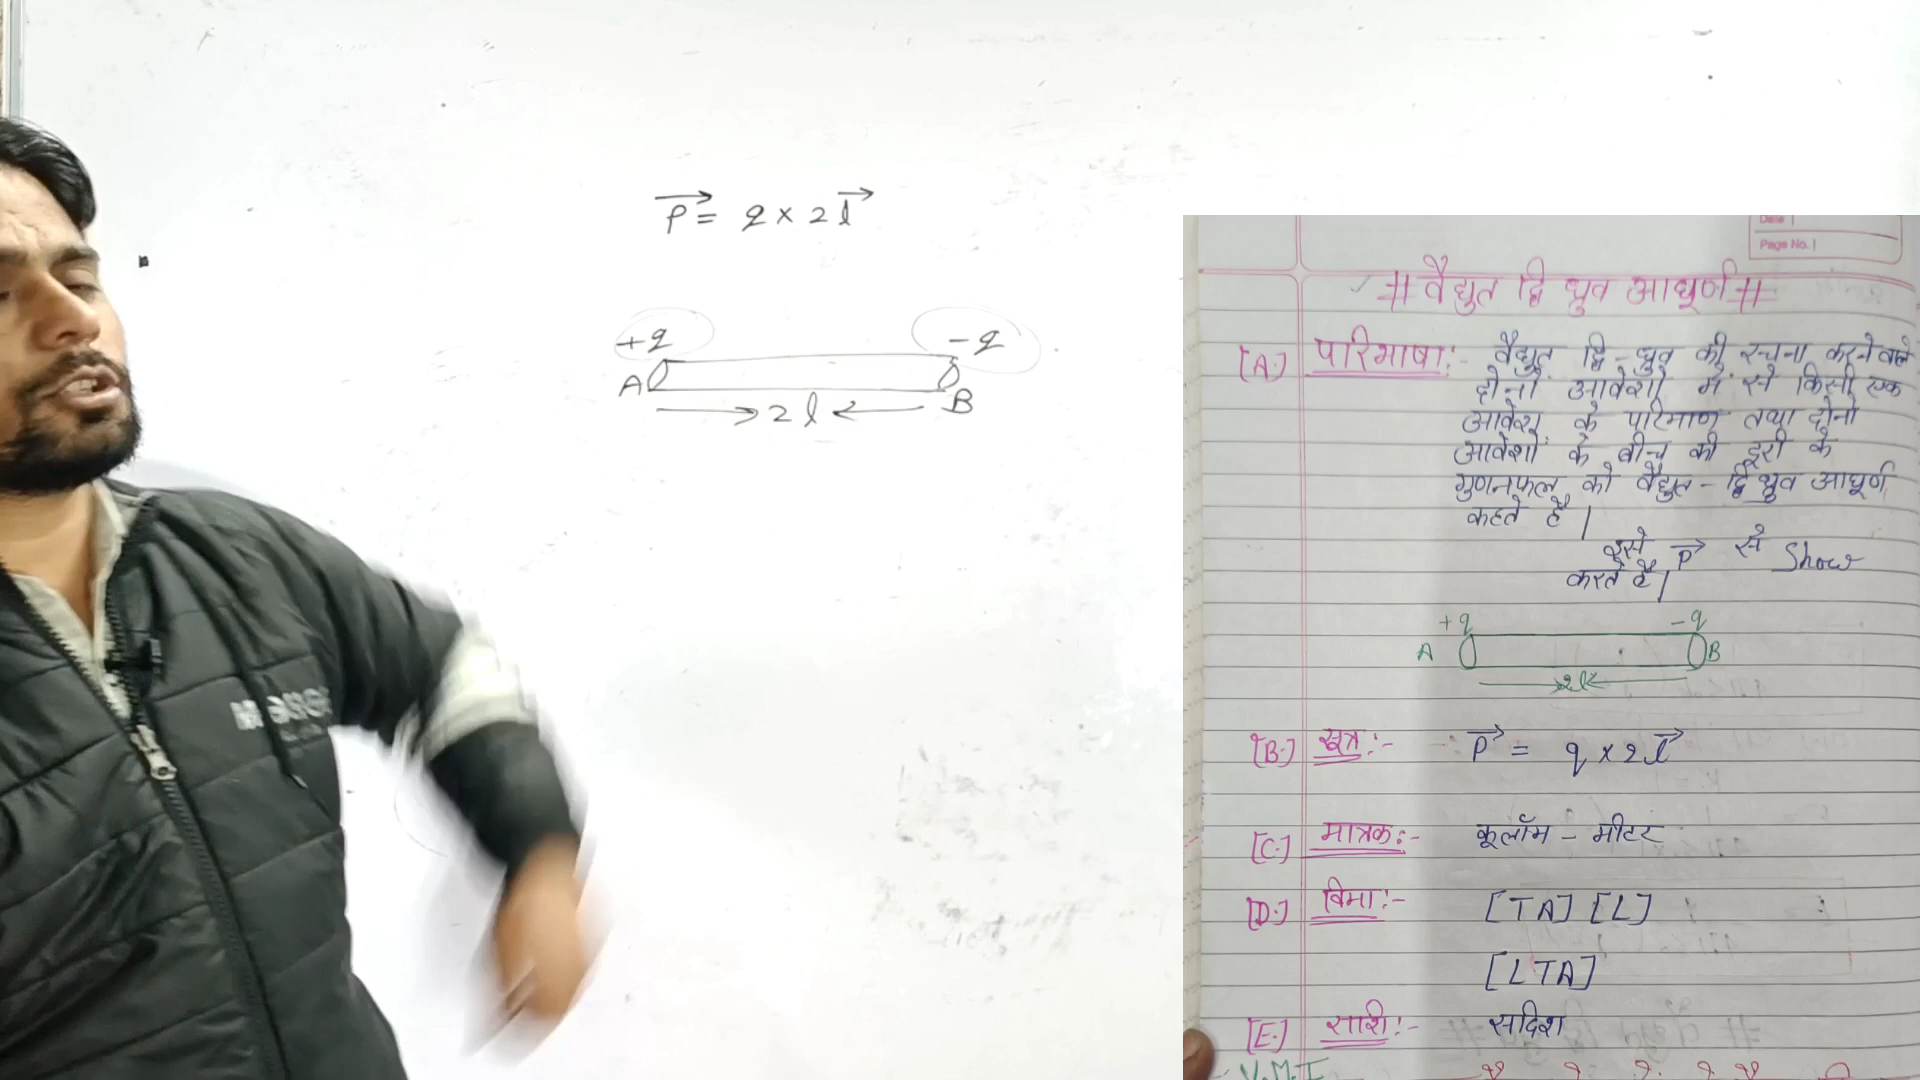 P⃗ = q × 2l⃗
+q
-q
A
B
2l
Page No.
# वैद्युत द्वि ध्रुव आघूर्ण #
[A.] परिभाषा:- वैद्युत द्वि-ध्रुव की रचना करने वाले
दोनों आवेशों में से किसी एक
आवेश के परिमाण तथा दोनो
आवेशों के बीच की दूरी के
गुणनफल को वैद्युत-द्वि ध्रुव आघूर्ण
कहते है |
इसे P⃗ से Show
करते है |
+q
-q
A
B
2l
[B.] सूत्र:- P⃗ = q × 2l⃗
[C.] मात्रक:- कूलॉम - मीटर
[D.] विमा:- [TA] [L]
[LTA]
[E.] राशि:- सदिश
V.M.I